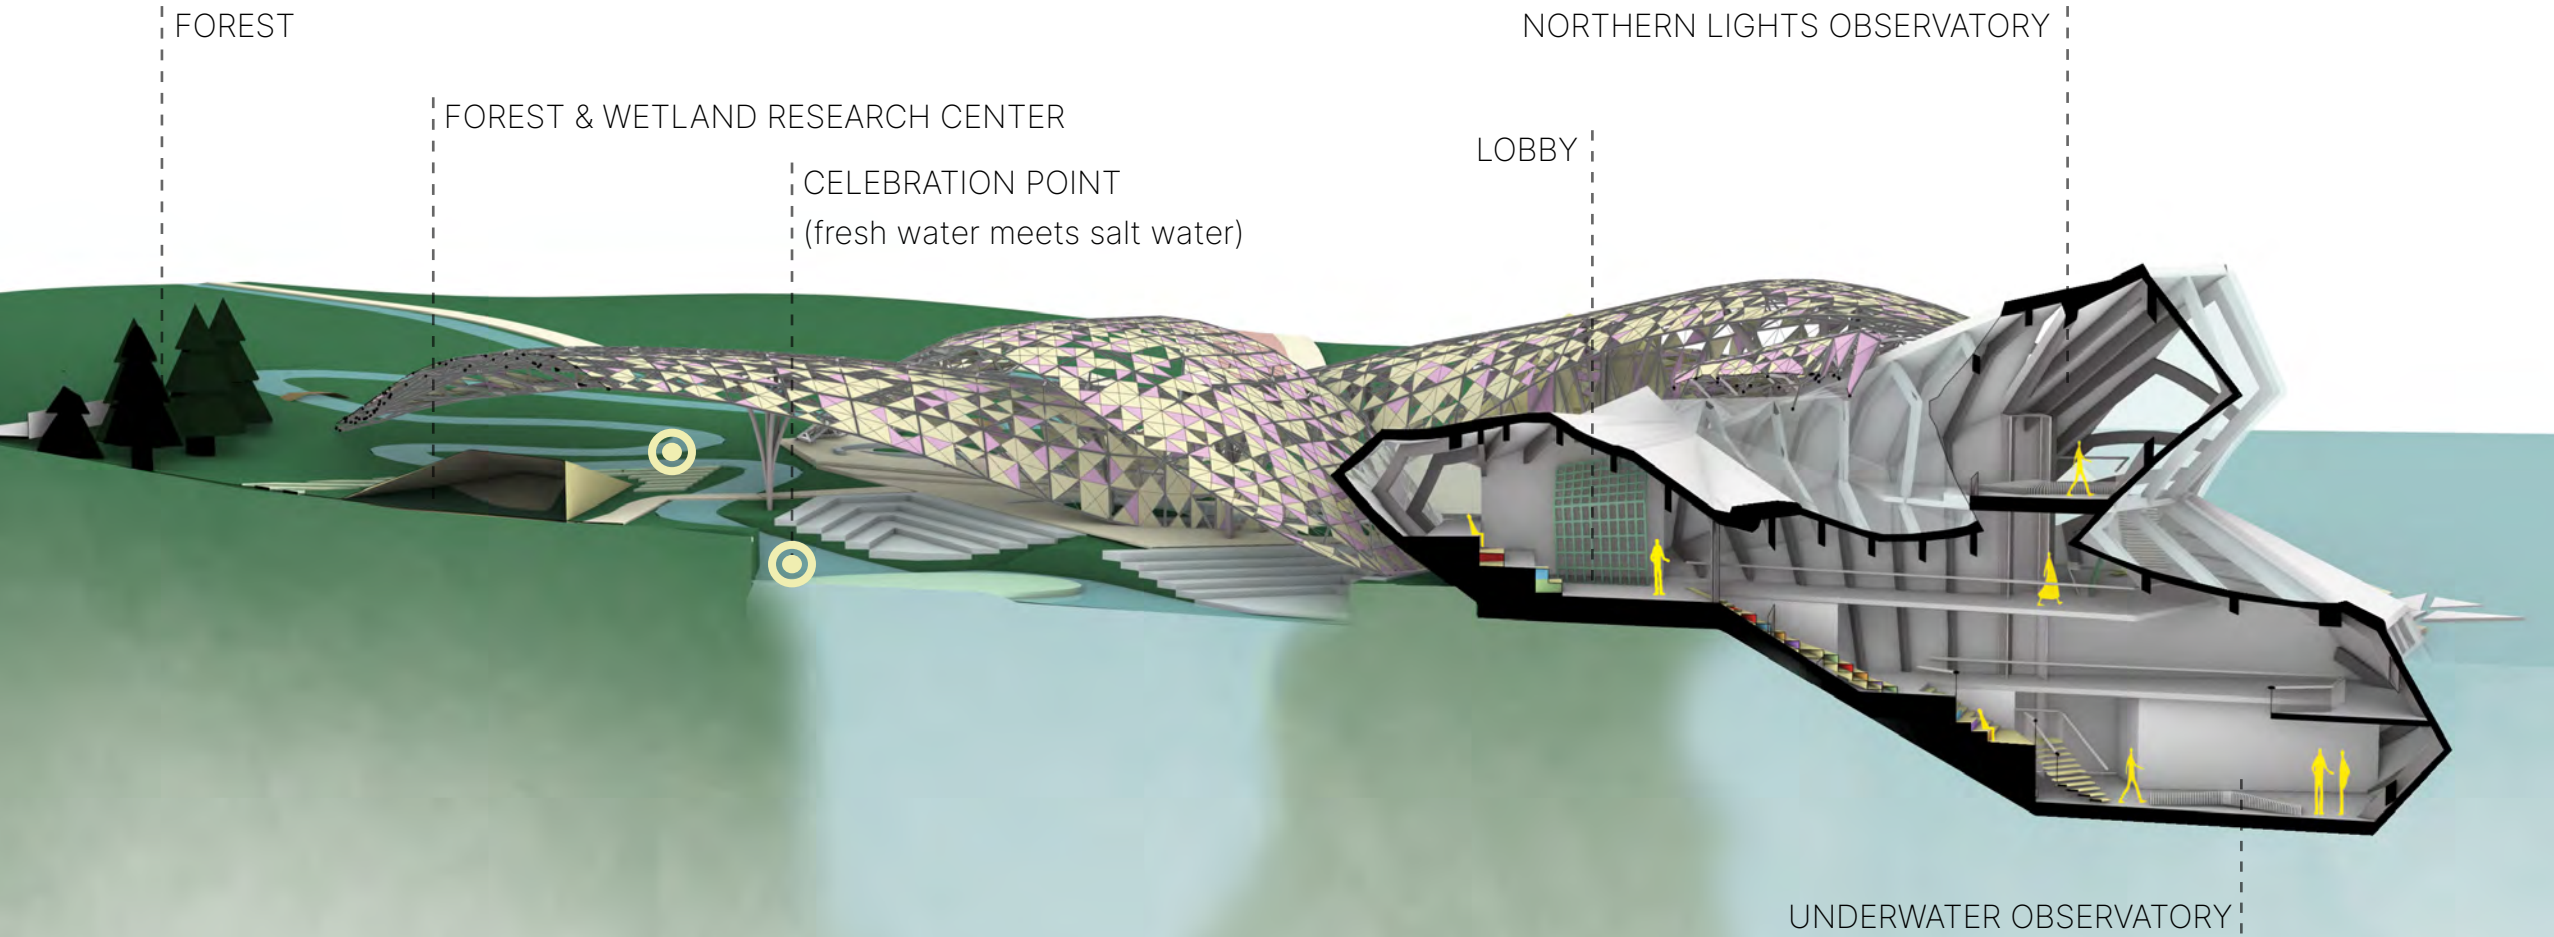 FOREST
NORTHERN LIGHTS OBSERVATORY
FOREST & WETLAND RESEARCH CENTER
LOBBY
CELEBRATION POINT
(fresh water meets salt water)
UNDERWATER OBSERVATORY